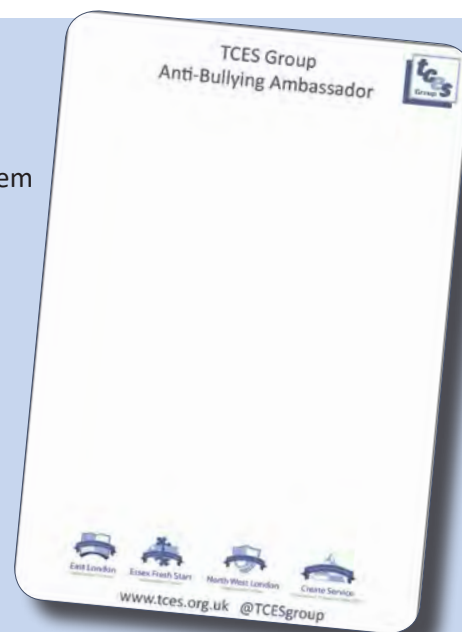 em
TCES Group
Anti-Bullying Ambassador
tces
Group
East London
Essex Fresh Start
North West London
Create Service
www.tces.org.uk @TCESgroup